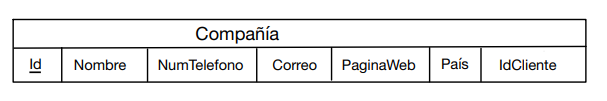 Compañía
Id Nombre NumTelefono Correo PaginaWeb País IdCliente